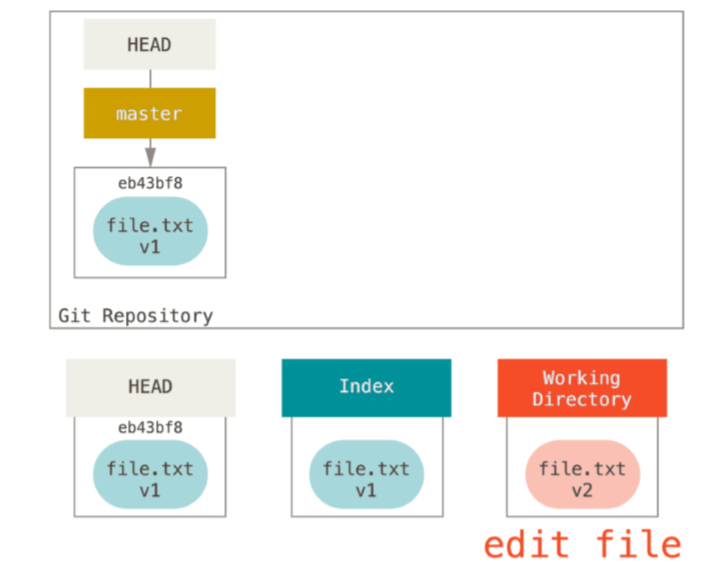 HEAD
master
eb43bf8
file.txt
v1
Git Repository
HEAD
Index
Working
Directory
eb43bf8
file.txt
v1
file.txt
v1
file.txt
v2
edit file